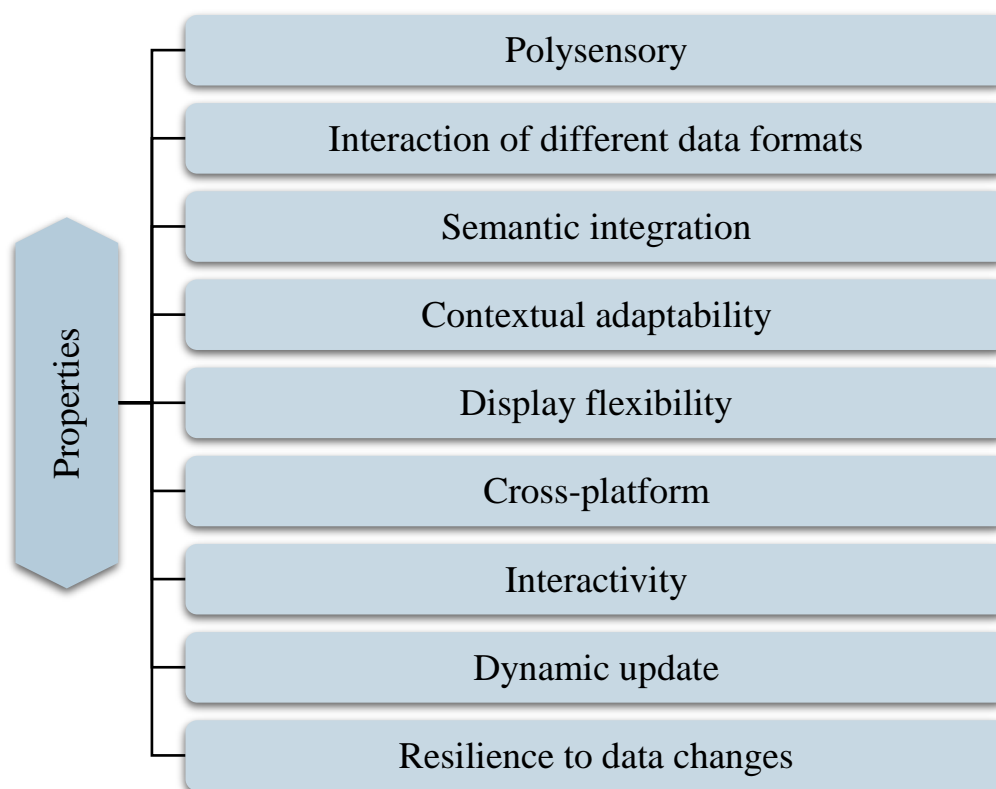 Polysensory
Interaction of different data formats
Semantic integration
Contextual adaptability
Properties
Display flexibility
Cross-platform
Interactivity
Dynamic update
Resilience to data changes